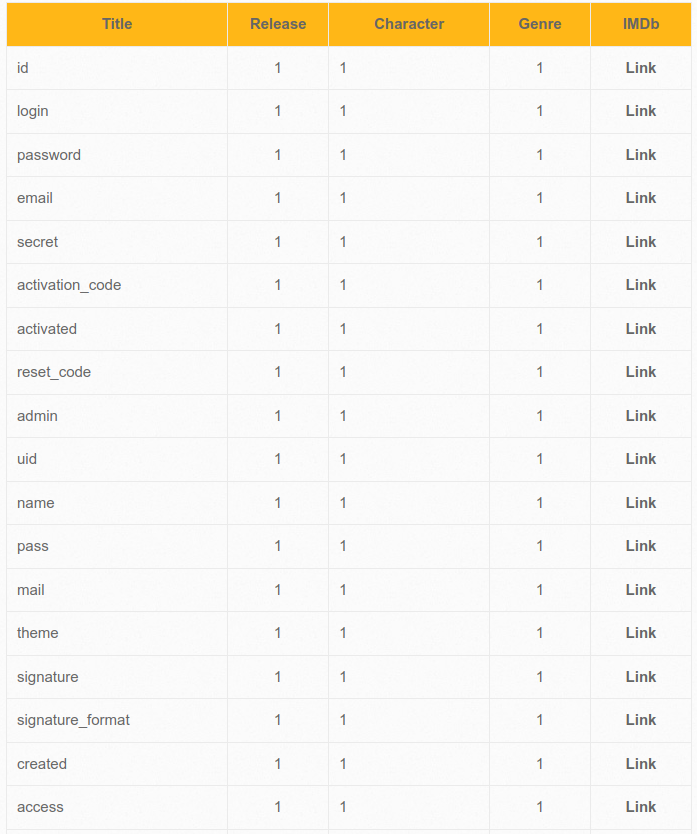 Title Release Character Genre IMDb
id 1 1 1 Link
login 1 1 1 Link
password 1 1 1 Link
email 1 1 1 Link
secret 1 1 1 Link
activation_code 1 1 1 Link
activated 1 1 1 Link
reset_code 1 1 1 Link
admin 1 1 1 Link
uid 1 1 1 Link
name 1 1 1 Link
pass 1 1 1 Link
mail 1 1 1 Link
theme 1 1 1 Link
signature 1 1 1 Link
signature_format 1 1 1 Link
created 1 1 1 Link
access 1 1 1 Link